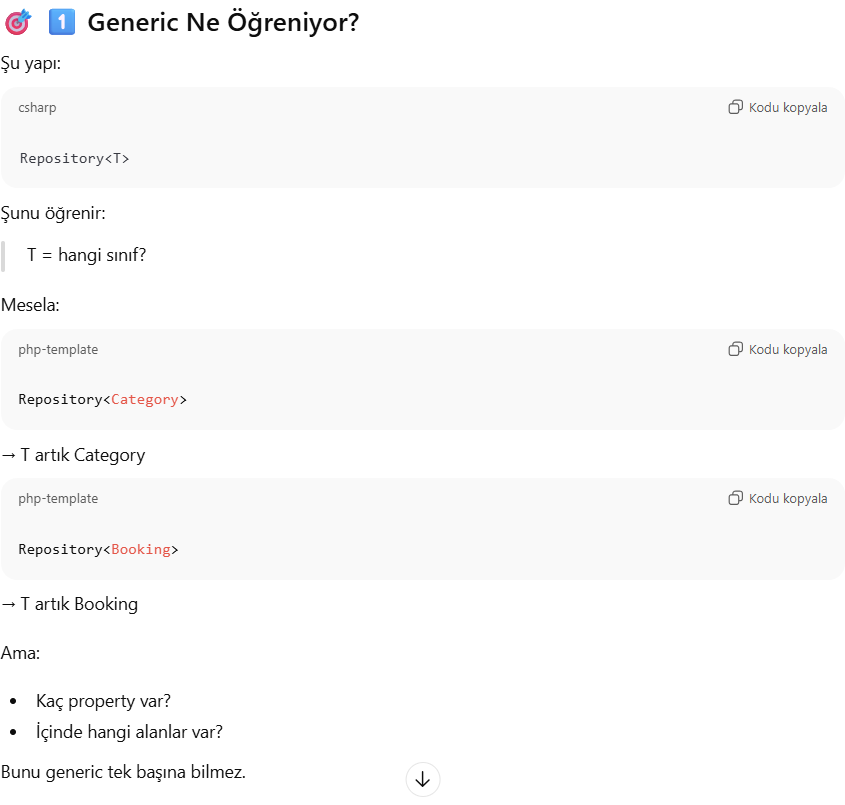 🎯 1️⃣ Generic Ne Öğreniyor?
Şu yapı:
csharp
Kodu kopyala
Repository<T>
Şunu öğrenir:
T = hangi sınıf?
Mesela:
php-template
Kodu kopyala
Repository<Category>
→ T artık Category
php-template
Kodu kopyala
Repository<Booking>
→ T artık Booking
Ama:
• Kaç property var?
• İçinde hangi alanlar var?
Bunu generic tek başına bilmez.